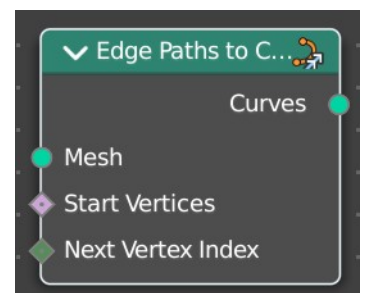 Edge Paths to C...
Curves
Mesh
Start Vertices
Next Vertex Index